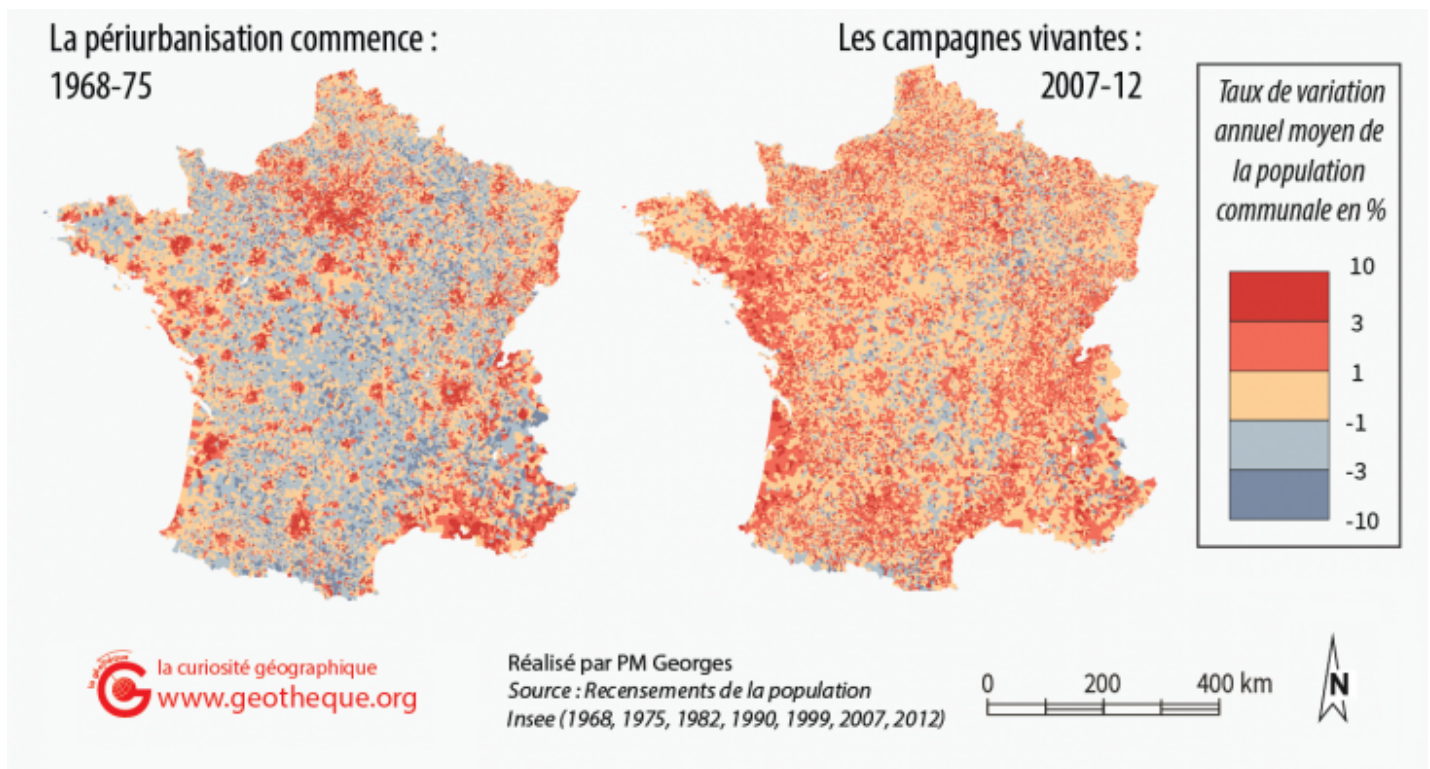 La périurbanisation commence :
1968-75
Les campagnes vivantes :
2007-12
Taux de variation
annuel moyen de
la population
communale en %
10
3
1
-1
-3
-10
la géothèque
la curiosité géographique
www.geotheque.org
Réalisé par PM Georges
Source : Recensements de la population
Insee (1968, 1975, 1982, 1990, 1999, 2007, 2012)
0 200 400 km
N